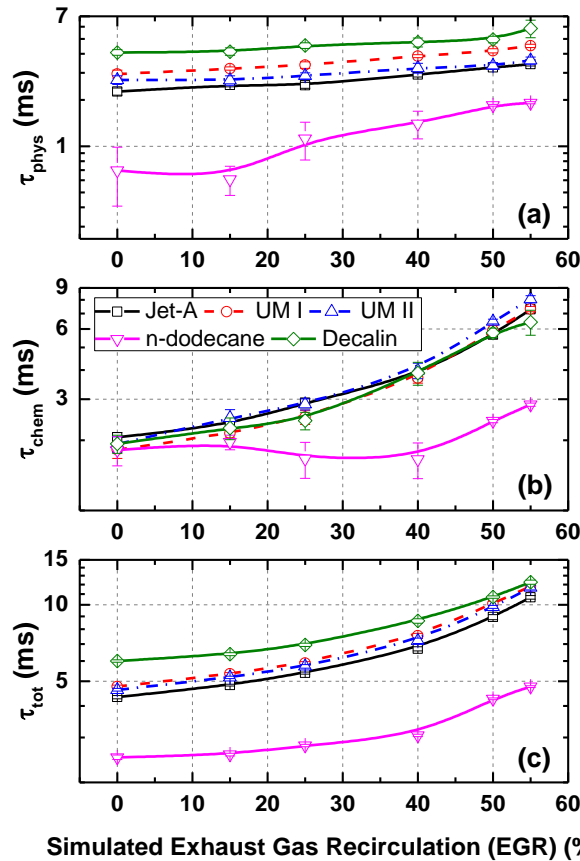 7
τphys (ms)
1
(a)
0 10 20 30 40 50 60
9
6
τchem (ms)
3
Jet-A UM I UM II
n-dodecane Decalin
(b)
0 10 20 30 40 50 60
15
10
τtot (ms)
5
(c)
0 10 20 30 40 50 60
Simulated Exhaust Gas Recirculation (EGR) (%